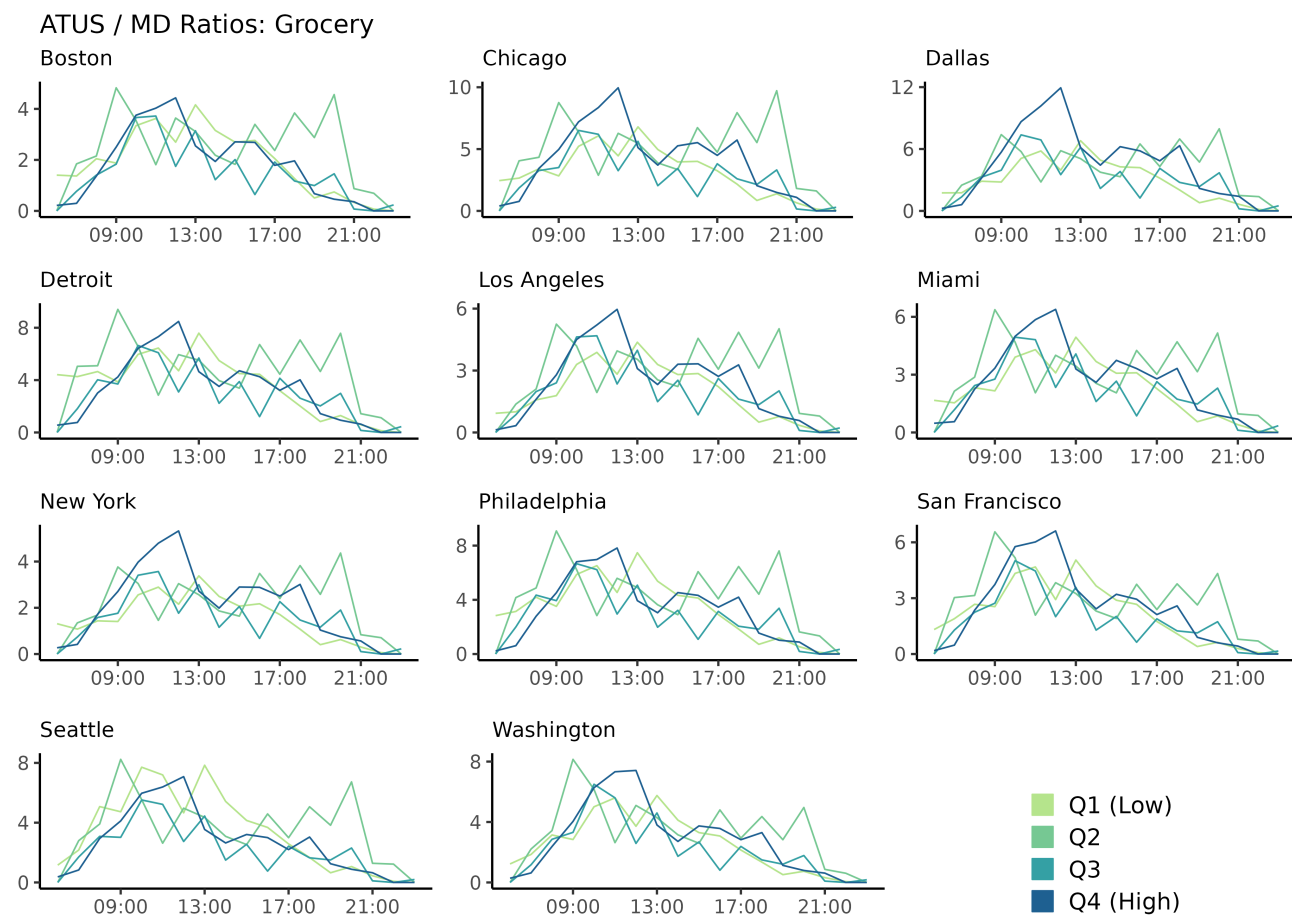 ATUS / MD Ratios: Grocery
Boston
Chicago
Dallas
4
2
0
09:00 13:00 17:00 21:00
10
5
0
09:00 13:00 17:00 21:00
12
6
0
09:00 13:00 17:00 21:00
Detroit
Los Angeles
Miami
8
4
0
09:00 13:00 17:00 21:00
6
3
0
09:00 13:00 17:00 21:00
6
3
0
09:00 13:00 17:00 21:00
New York
Philadelphia
San Francisco
4
2
0
09:00 13:00 17:00 21:00
8
4
0
09:00 13:00 17:00 21:00
6
3
0
09:00 13:00 17:00 21:00
Seattle
Washington
8
4
0
09:00 13:00 17:00 21:00
8
4
0
09:00 13:00 17:00 21:00
Q1 (Low)
Q2
Q3
Q4 (High)